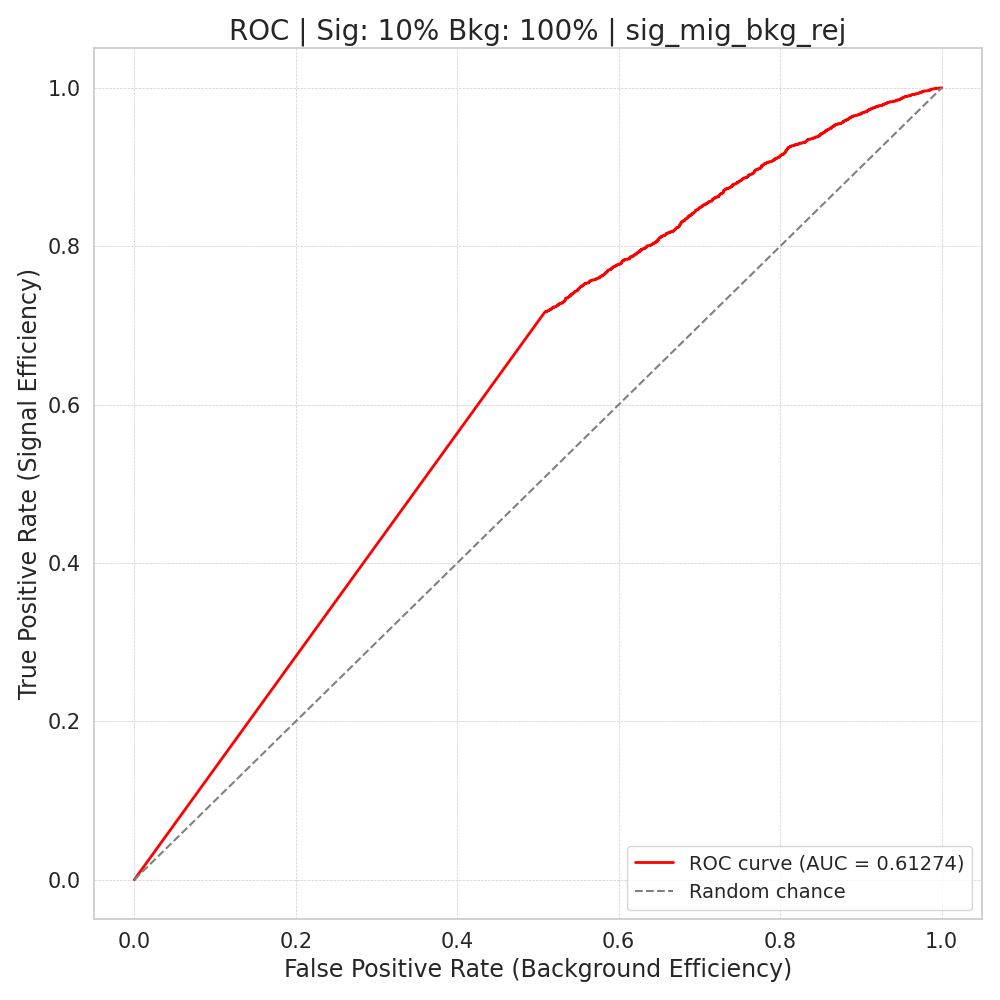 ROC | Sig: 10% Bkg: 100% | sig_mig_bkg_rej
True Positive Rate (Signal Efficiency)
1.0
0.8
0.6
0.4
0.2
0.0
ROC curve (AUC = 0.61274)
Random chance
0.0 0.2 0.4 0.6 0.8 1.0
False Positive Rate (Background Efficiency)